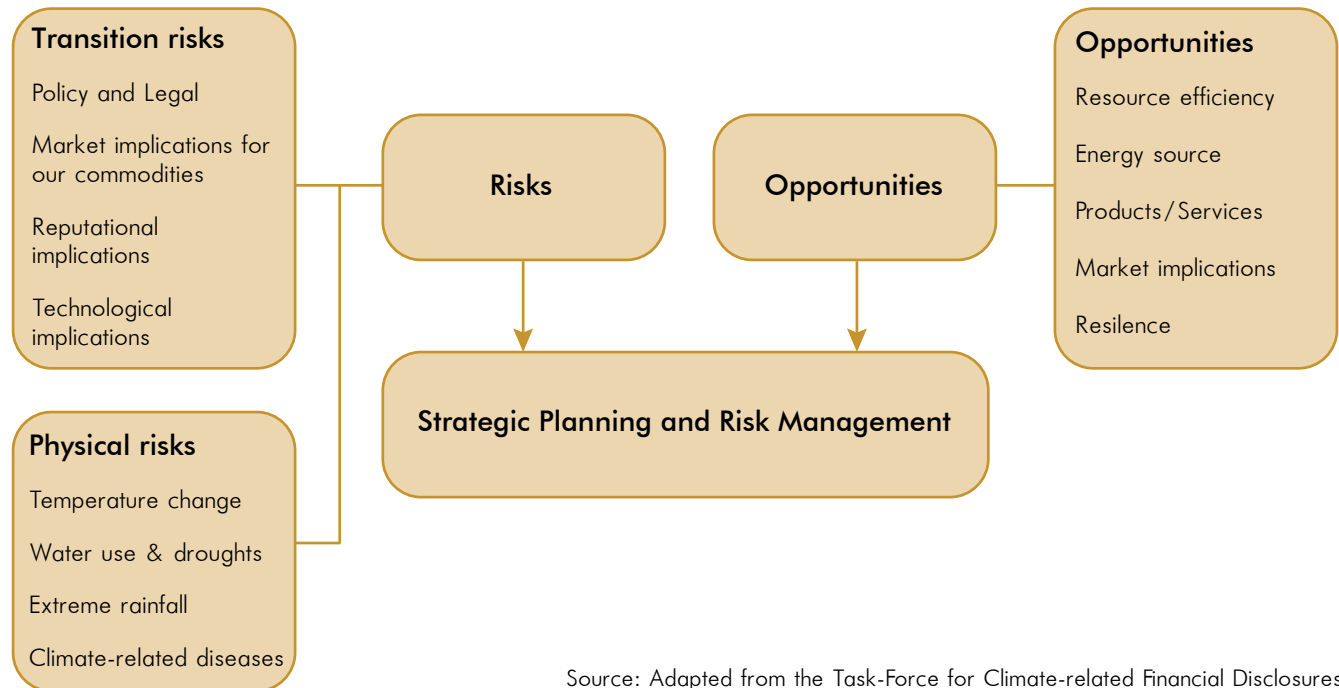 Transition risks
Policy and Legal
Market implications for
our commodities
Reputational
implications
Technological
implications
Physical risks
Temperature change
Water use & droughts
Extreme rainfall
Climate-related diseases
Risks
Opportunities
Strategic Planning and Risk Management
Opportunities
Resource efficiency
Energy source
Products/Services
Market implications
Resilence
Source: Adapted from the Task-Force for Climate-related Financial Disclosures